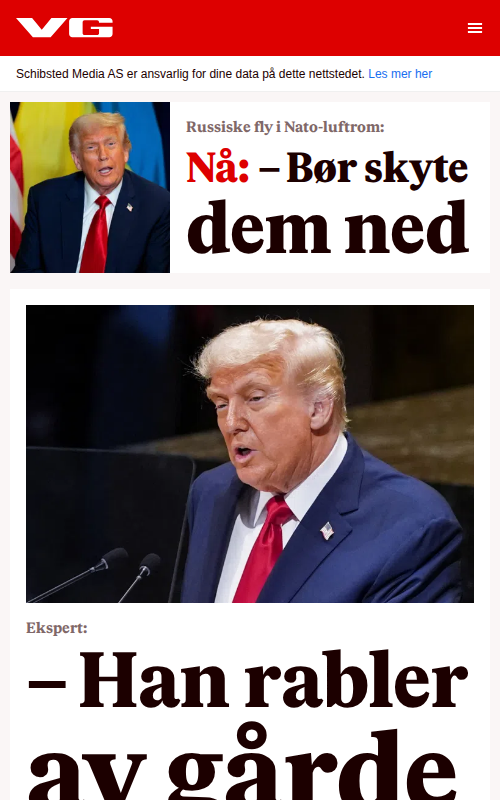 VG
Schibsted Media AS er ansvarlig for dine data på dette nettstedet. Les mer her
Russiske fly i Nato-luftrom:
Nå: – Bør skyte
dem ned
Ekspert:
– Han rabler
av gårde